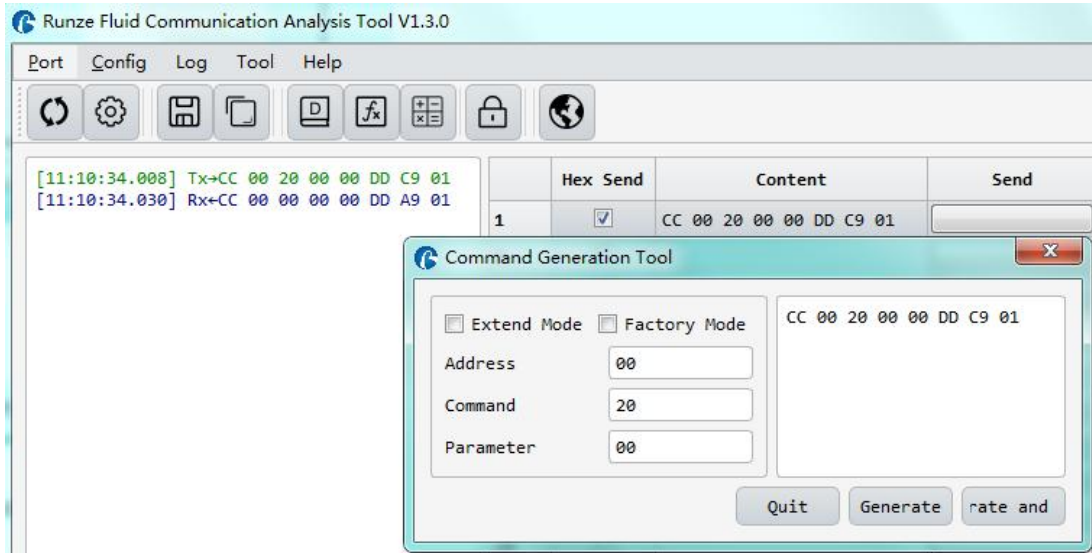 Runze Fluid Communication Analysis Tool V1.3.0
Port Config Log Tool Help
D fx
[11:10:34.008] Tx→CC 00 20 00 00 DD C9 01
[11:10:34.030] Rx←CC 00 00 00 00 DD A9 01
Hex Send Content Send
1 CC 00 20 00 00 DD C9 01
Command Generation Tool
Extend Mode Factory Mode
Address 00
Command 20
Parameter 00
CC 00 20 00 00 DD C9 01
Quit Generate rate and